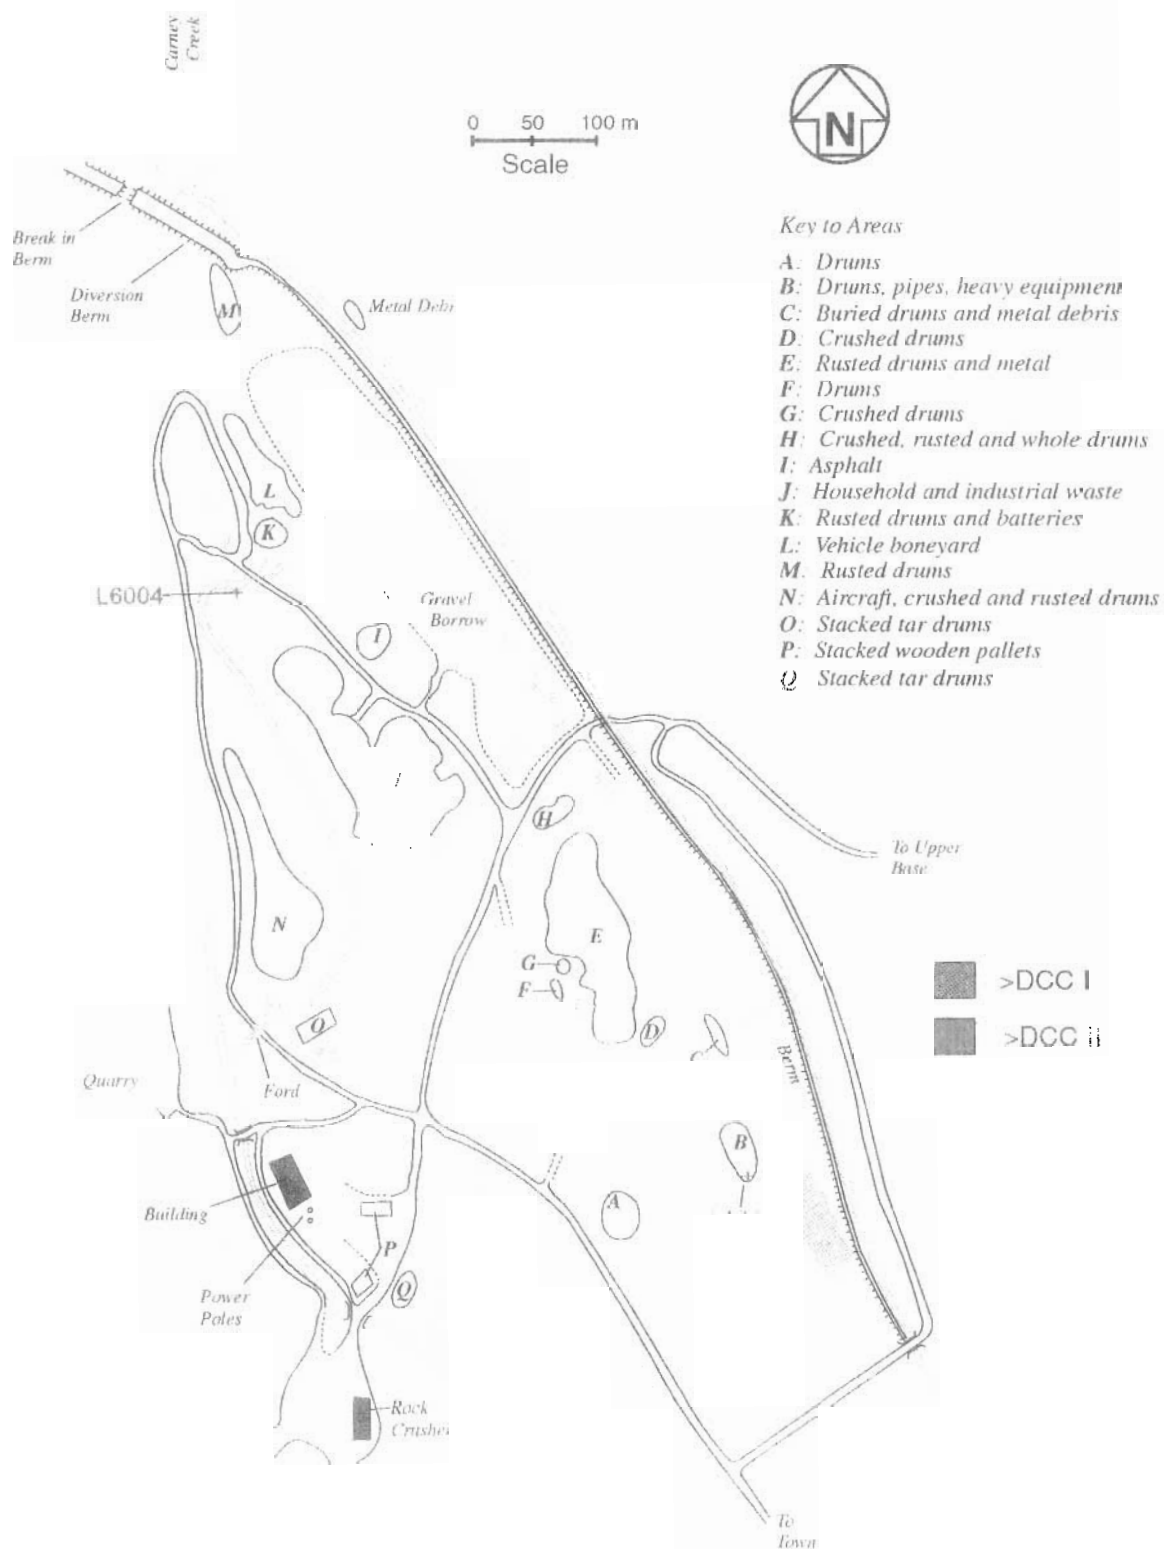 Carney
Creek
0 50 100 m
Scale
N
Break in
Berm
Diversion
Berm
M
Metal Debi
Key to Areas
A: Drums
B: Drums, pipes, heavy equipment
C: Buried drums and metal debris
D: Crushed drums
E: Rusted drums and metal
F: Drums
G: Crushed drums
H: Crushed, rusted and whole drums
I: Asphalt
J: Household and industrial waste
K: Rusted drums and batteries
L: Vehicle boneyard
M. Rusted drums
N: Aircraft, crushed and rusted drums
O: Stacked tar drums
P: Stacked wooden pallets
Q Stacked tar drums
L
K
L6004
Gravel
Borrow
I
H
To Upper
Base
N
E
G
F
D
O
>DCC I
>DCC ii
Berm
Quarry
Ford
B
A
Building
P
Q
Power
Poles
Rock
Crusher
To
Town